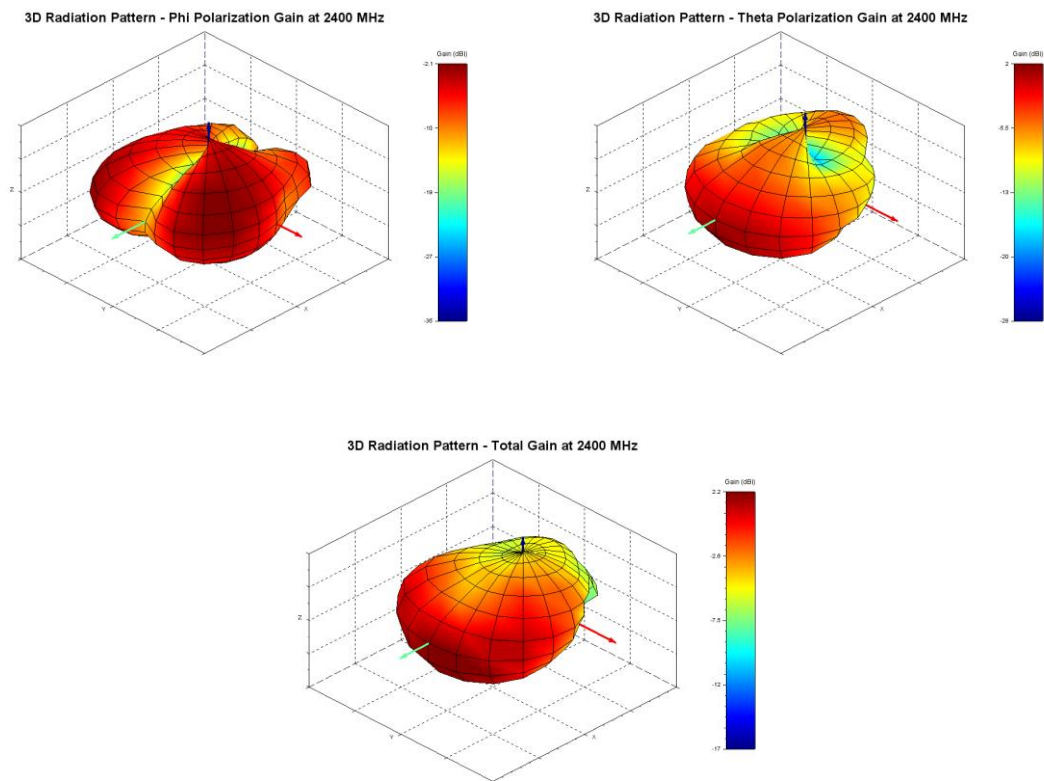 3D Radiation Pattern - Phi Polarization Gain at 2400 MHz
Gain (dBi)
-2.1
-10
-19
-27
-36
Z
Y
X
3D Radiation Pattern - Theta Polarization Gain at 2400 MHz
Gain (dBi)
2
-5.6
-13
-20
-28
Z
Y
X
3D Radiation Pattern - Total Gain at 2400 MHz
Gain (dBi)
2.2
-2.6
-7.5
-12
-17
Z
Y
X